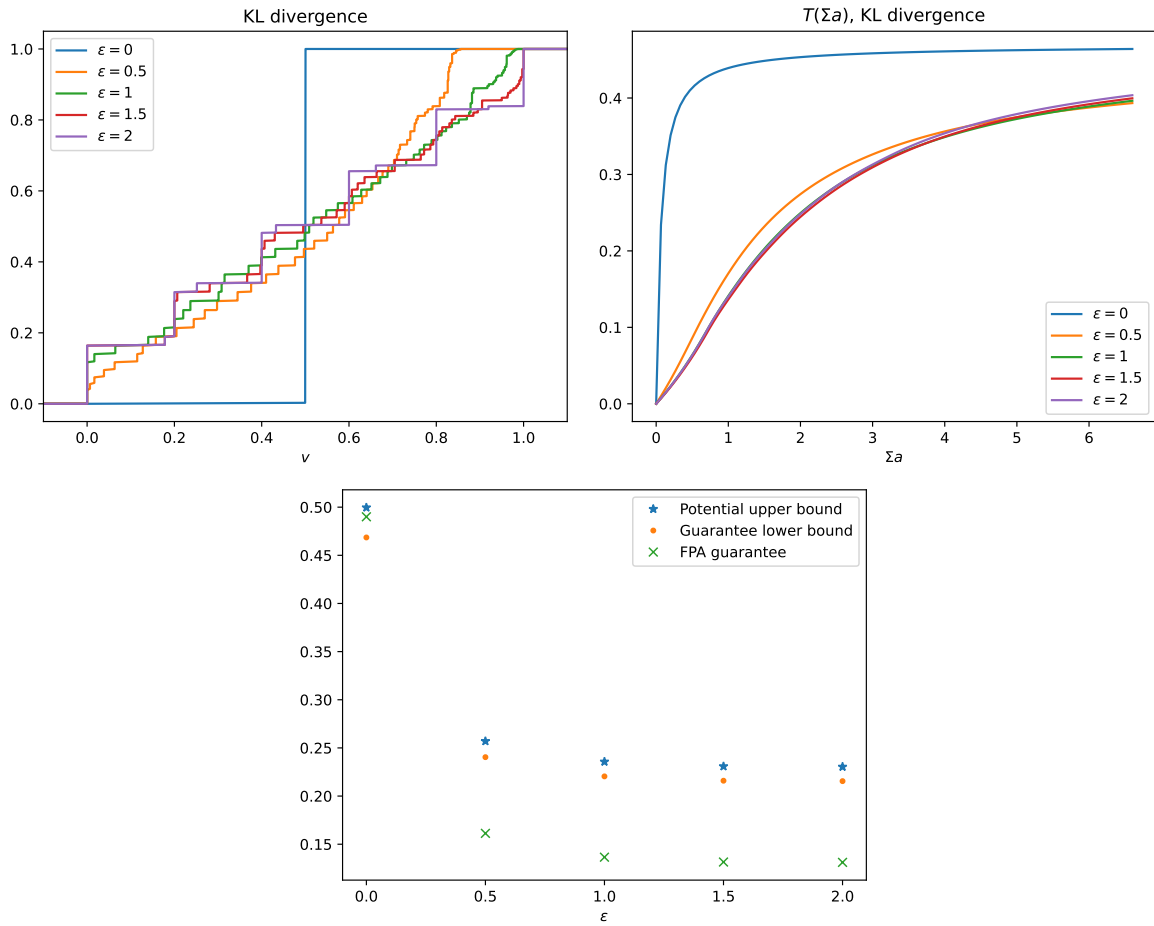 KL divergence
ε = 0
ε = 0.5
ε = 1
ε = 1.5
ε = 2
1.0
0.8
0.6
0.4
0.2
0.0
0.0 0.2 0.4 0.6 0.8 1.0
v
T(Σa), KL divergence
0.4
0.3
0.2
0.1
0.0
ε = 0
ε = 0.5
ε = 1
ε = 1.5
ε = 2
0 1 2 3 4 5 6
Σa
Potential upper bound
Guarantee lower bound
FPA guarantee
0.50
0.45
0.40
0.35
0.30
0.25
0.20
0.15
0.0 0.5 1.0 1.5 2.0
ε